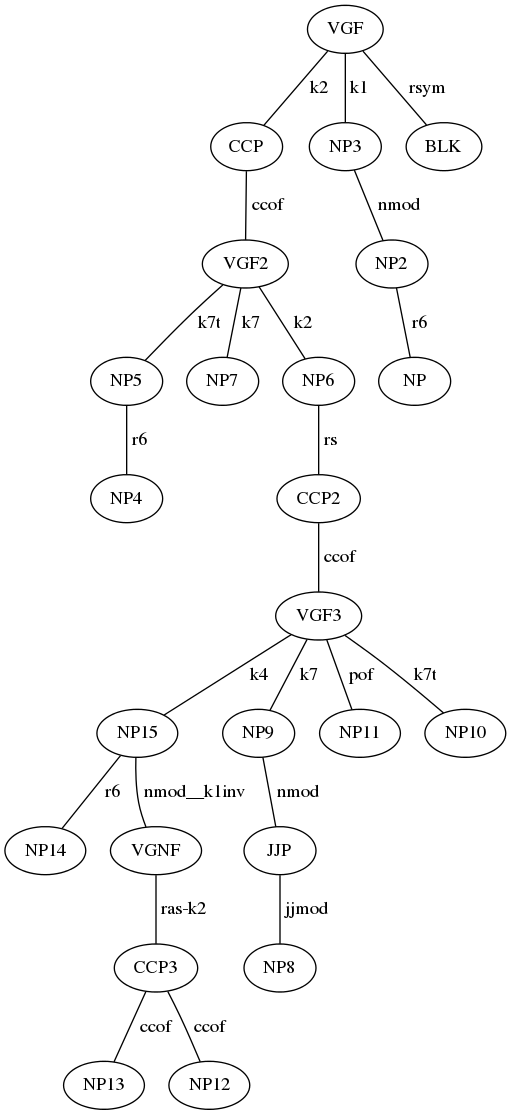 VGF
k2 k1 rsym
CCP NP3 BLK
ccof nmod
VGF2 NP2
k7t k7 k2 r6
NP5 NP7 NP6 NP
r6 rs
NP4 CCP2
ccof
VGF3
k4 k7 pof k7t
NP15 NP9 NP11 NP10
r6 nmod__k1inv nmod
NP14 VGNF JJP
ras-k2 jjmod
CCP3 NP8
ccof ccof
NP13 NP12